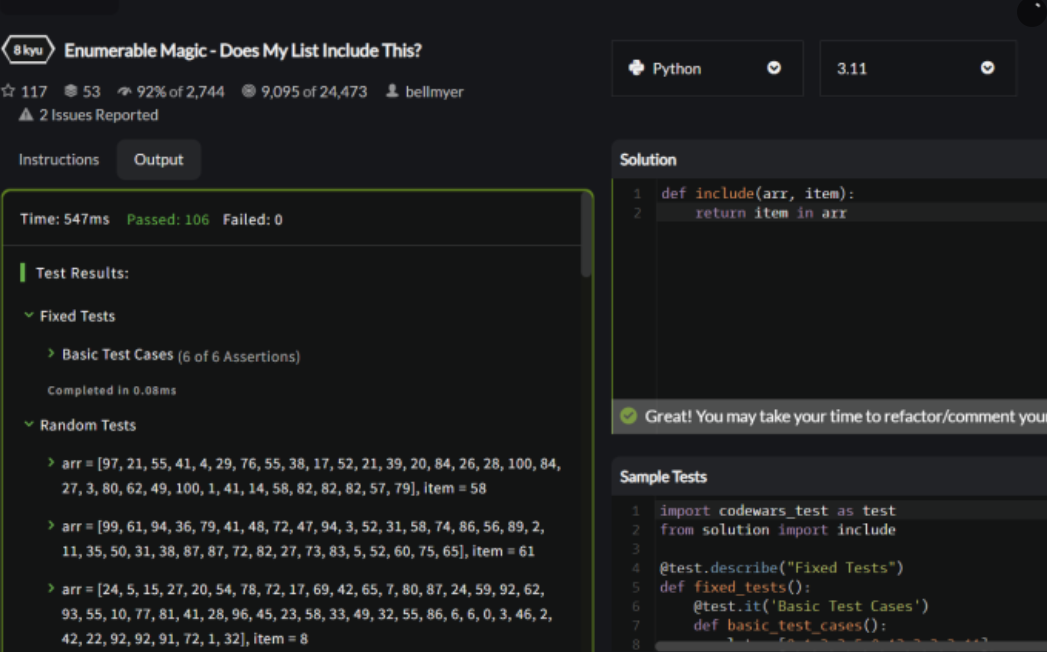 8 kyu Enumerable Magic - Does My List Include This?
117 53 92% of 2,744 9,095 of 24,473 bellmyer
2 Issues Reported
Python 3.11
Instructions Output
Time: 547ms Passed: 106 Failed: 0
Test Results:
Fixed Tests
Basic Test Cases (6 of 6 Assertions)
Completed in 0.08ms
Random Tests
arr = [97, 21, 55, 41, 4, 29, 76, 55, 38, 17, 52, 21, 39, 20, 84, 26, 28, 100, 84,
27, 3, 80, 62, 49, 100, 1, 41, 14, 58, 82, 82, 82, 57, 79], item = 58
arr = [99, 61, 94, 36, 79, 41, 48, 72, 47, 94, 3, 52, 31, 58, 74, 86, 56, 89, 2,
11, 35, 50, 31, 38, 87, 87, 72, 82, 27, 73, 83, 5, 52, 60, 75, 65], item = 61
arr = [24, 5, 15, 27, 20, 54, 78, 72, 17, 69, 42, 65, 7, 80, 87, 24, 59, 92, 62,
93, 55, 10, 77, 81, 41, 28, 96, 45, 23, 58, 33, 49, 32, 55, 86, 6, 6, 0, 3, 46, 2,
42, 22, 92, 92, 91, 72, 1, 32], item = 8
Solution
1 def include(arr, item):
2 return item in arr
Great! You may take your time to refactor/comment your
Sample Tests
1 import codewars_test as test
2 from solution import include
3
4 @test.describe("Fixed Tests")
5 def fixed_tests():
6 @test.it('Basic Test Cases')
7 def basic_test_cases():
8